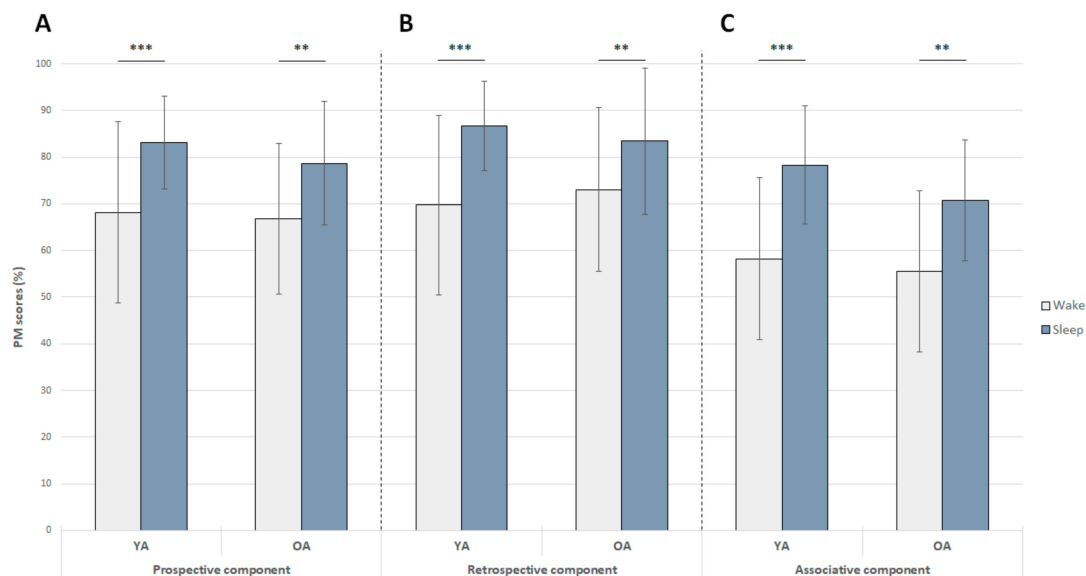 A B C
*** ** *** ** *** **
100
90
80
70
60
50
40
30
20
10
0
PM scores (%)
Wake
Sleep
YA OA YA OA YA OA
Prospective component Retrospective component Associative component